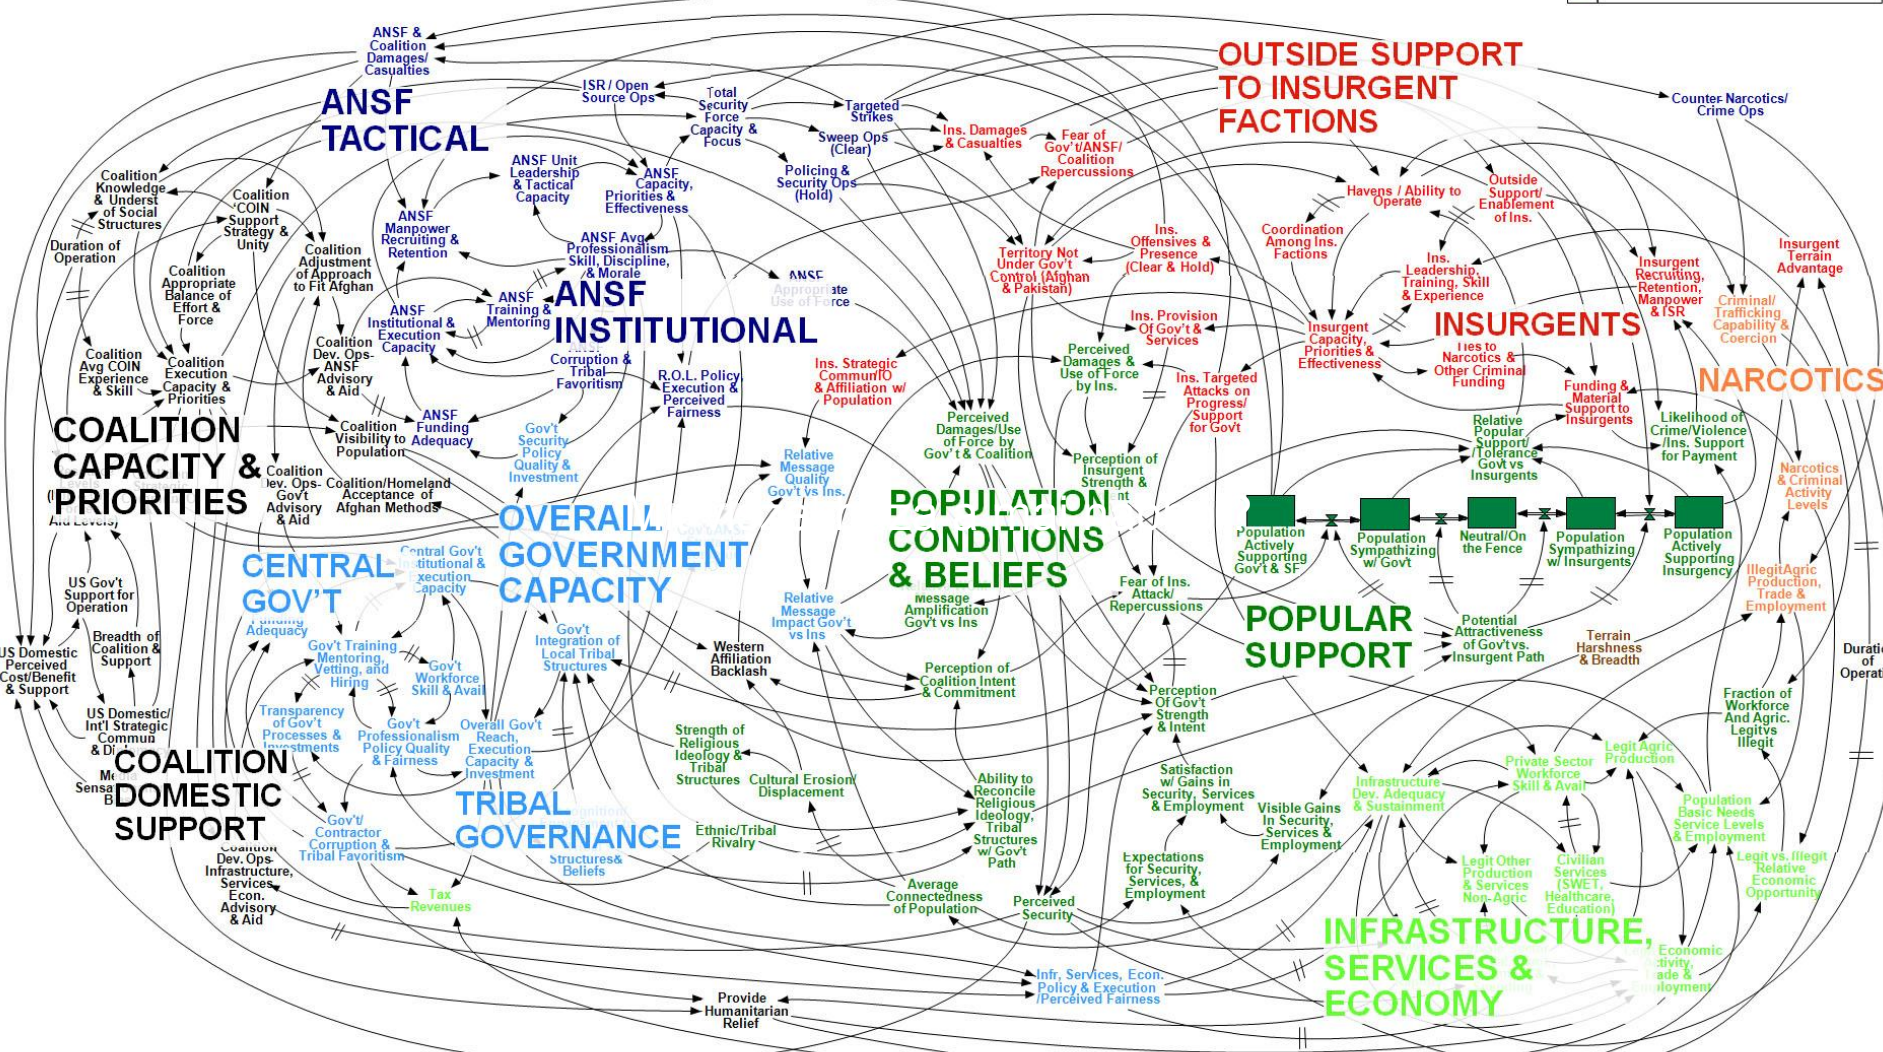 ANSF &
Coalition
Damages/
Casualties
ANSF
TACTICAL
ISR / Open
Source Ops
Total
Security
Force
Capacity &
Focus
Targeted
Strikes
Sweep Ops
(Clear)
Policing &
Security Ops
(Hold)
Ins. Damages
& Casualties
Fear of
Gov't/ANSF/
Coalition
Repercussions
OUTSIDE SUPPORT
TO INSURGENT
FACTIONS
Counter Narcotics/
Crime Ops
Coalition
Knowledge
& Underst
of Social
Structures
Coalition
COIN
Support
Strategy &
Unity
Duration of
Operation
Coalition
Appropriate
Balance of
Effort &
Force
Coalition
Adjustment
of Approach
to Fit Afghan
ANSF Unit
Leadership
& Tactical
Capacity
ANSF
Capacity,
Priorities &
Effectiveness
ANSF
Manpower
Recruiting &
Retention
ANSF Avg
Professionalism
Skill, Discipline,
& Morale
ANSF
Appropriate
Use of Force
ANSF
INSTITUTIONAL
ANSF
Training &
Mentoring
ANSF
Institutional &
Execution
Capacity
Corruption &
Tribal
Favoritism
R.O.L. Policy
Execution &
Perceived
Fairness
Coalition
Avg COIN
Experience
& Skill
Coalition
Execution
Capacity &
Priorities
Coalition
Dev. Ops-
ANSF
Advisory
& Aid
ANSF
Funding
Adequacy
Coalition
Visibility to
Population
COALITION
CAPACITY &
PRIORITIES
Aid Levels)
Coalition
Dev. Ops-
Gov't
Advisory
& Aid
Coalition/Homeland
Acceptance of
Afghan Methods
Gov't
Security
Policy
Quality &
Investment
Territory Not
Under Gov't
Control (Afghan
& Pakistan)
Ins.
Offensives &
Presence
(Clear & Hold)
Ins. Provision
Of Gov't &
Services
Ins. Strategic
Commun/IO
& Affiliation w/
Population
Perceived
Damages &
Use of Force
by Ins.
Ins. Targeted
Attacks on
Progress/
Support
for Gov't
Havens / Ability to
Operate
Outside
Support/
Enablement
of Ins.
Coordination
Among Ins.
Factions
Ins.
Leadership,
Training, Skill
& Experience
Insurgent
Recruiting,
Retention,
Manpower
& ISR
Insurgent
Terrain
Advantage
Criminal/
Trafficking
Capability &
Coercion
INSURGENTS
Insurgent
Capacity,
Priorities &
Effectiveness
Ties to
Narcotics &
Other Criminal
Funding
Funding &
Material
Support to
Insurgents
NARCOTICS
Perceived
Damages/Use
of Force by
Gov't & Coalition
Perception of
Insurgent
Strength &
Relative
Popular
Support/
/Tolerance
Gov't vs
Insurgents
Likelihood of
Crime/Violence
/Ins. Support
for Payment
Narcotics
& Criminal
Activity
Levels
Relative
Message
Quality
Gov't vs Ins.
OVERALL
GOVERNMENT
CAPACITY
POPULATION
CONDITIONS
& BELIEFS
Population
Actively
Supporting
Gov't & SF
Population
Sympathizing
w/ Gov't
Neutral/On
the Fence
Population
Sympathizing
w/ Insurgents
Population
Actively
Supporting
Insurgency
CENTRAL
GOV'T
Central Gov't
Capacity
Funding
Adequacy
Gov't Training
Mentoring,
Vetting, and
Hiring
Gov't
Workforce
Skill & Avail
Gov't
Integration of
Local Tribal
Structures
Relative
Message
Impact Gov't
vs Ins
Message
Amplification
Gov't vs Ins
Fear of Ins.
Attack/
Repercussions
POPULAR
SUPPORT
Potential
Attractiveness
of Gov't vs.
Insurgent Path
Terrain
Harshness
& Breadth
Illegit Agric
Production,
Trade &
Employment
US Gov't
Support for
Operation
Breadth of
Coalition &
Support
US Domestic
Perceived
Cost/Benefit
& Support
US Domestic/
Int'l Strategic
Commun
COALITION
DOMESTIC
SUPPORT
Transparency
of Gov't
Processes &
Investments
Gov't
Professionalism
Policy Quality
& Fairness
Overall Gov't
Reach,
Execution
Capacity &
Investment
Western
Affiliation
Backlash
Perception of
Coalition Intent
& Commitment
Perception
Of Gov't
Strength
& Intent
Strength of
Religious
Ideology &
Tribal
Structures
Cultural Erosion/
Displacement
Ethnic/Tribal
Rivalry
TRIBAL
GOVERNANCE
Structures&
Beliefs
Gov't/
Contractor
Corruption &
Tribal Favoritism
Tax
Revenues
Coalition
Dev. Ops-
Infrastructure,
Services
Econ.
Advisory
& Aid
Ability to
Reconcile
Religious
Ideology,
Tribal
Structures
w/ Gov't
Path
Average
Connectedness
of Population
Perceived
Security
Satisfaction
w/ Gains in
Security, Services
& Employment
Visible Gains
In Security,
Services &
Employment
Expectations
for Security,
Services, &
Employment
Infrastructure
Dev. Adequacy
& Sustainment
Private Sector
Workforce
Skill & Avail
Legit Agric
Production
Fraction of
Workforce
And Agric.
Legit vs
Illegit
Population
Basic Needs
Service Levels
& Employment
Legit vs. Illegit
Relative
Economic
Opportunity
Legit Other
Production
& Services
Non-Agric
Civilian
Services
(SWET,
Healthcare,
Education)
INFRASTRUCTURE,
SERVICES &
ECONOMY
Economic
Trade &
Employment
Infr, Services, Econ.
Policy & Execution
/Perceived Fairness
Provide
Humanitarian
Relief